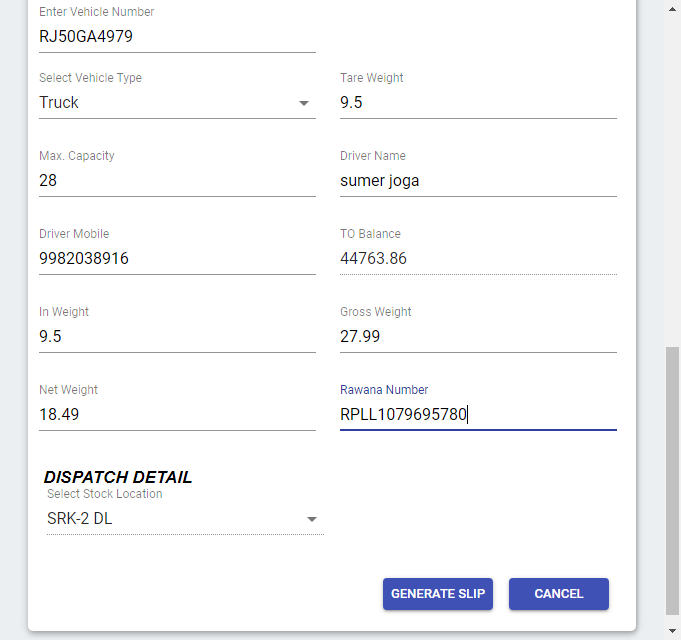 Enter Vehicle Number
RJ50GA4979
Select Vehicle Type
Truck
Tare Weight
9.5
Max. Capacity
28
Driver Name
sumer joga
Driver Mobile
9982038916
TO Balance
44763.86
In Weight
9.5
Gross Weight
27.99
Net Weight
18.49
Rawana Number
RPLL1079695780
DISPATCH DETAIL
Select Stock Location
SRK-2 DL
GENERATE SLIP
CANCEL